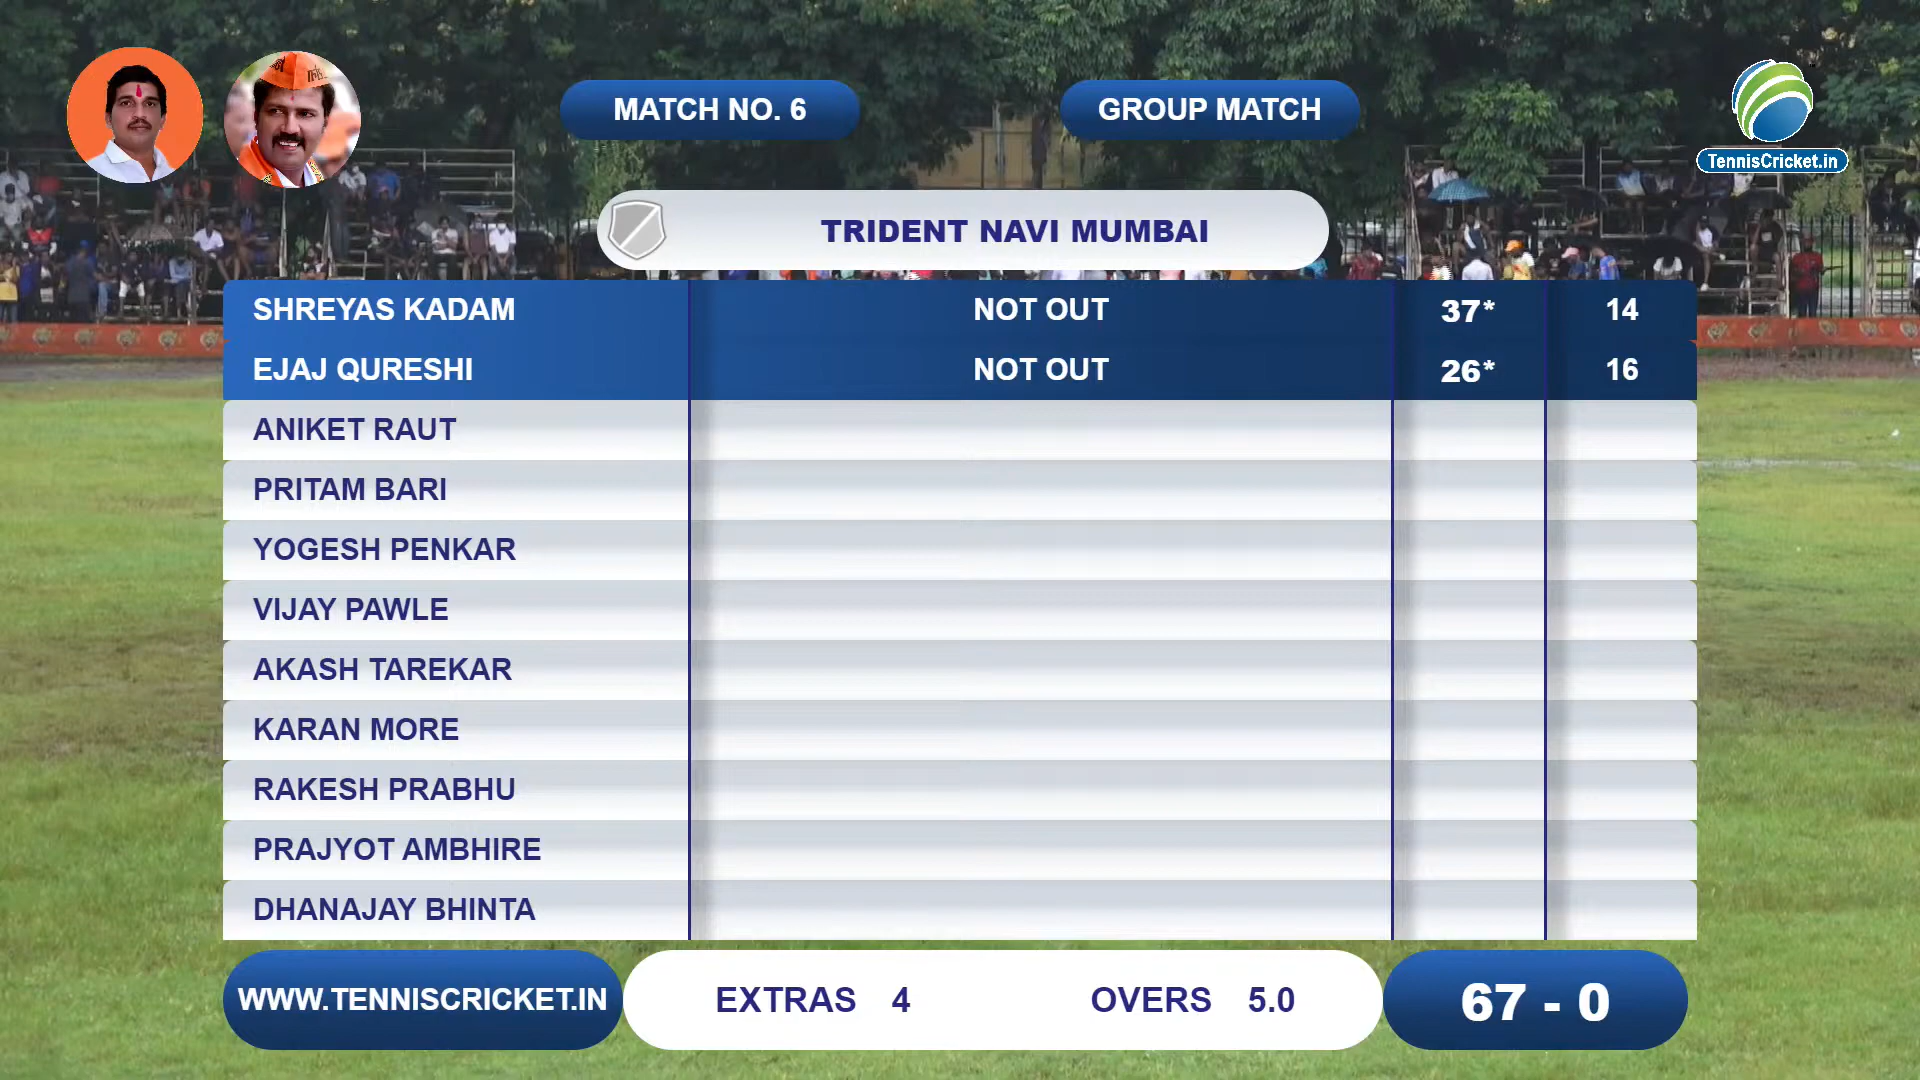 MATCH NO. 6
GROUP MATCH
TennisCricket.in
TRIDENT NAVI MUMBAI
SHREYAS KADAM NOT OUT 37* 14
EJAJ QURESHI NOT OUT 26* 16
ANIKET RAUT
PRITAM BARI
YOGESH PENKAR
VIJAY PAWLE
AKASH TAREKAR
KARAN MORE
RAKESH PRABHU
PRAJYOT AMBHIRE
DHANAJAY BHINTA
WWW.TENNISCRICKET.IN EXTRAS 4 OVERS 5.0 67 - 0